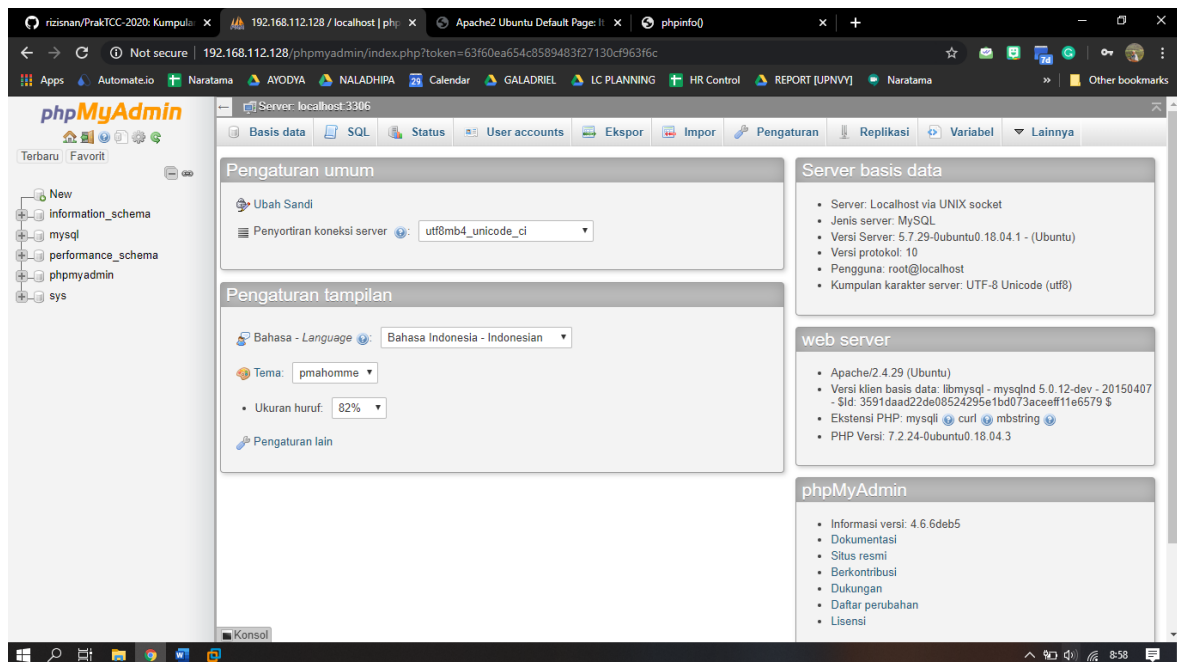 rizisnan/PrakTCC-2020: Kumpula
192.168.112.128 / localhost | php
Apache2 Ubuntu Default Page: It
phpinfo()
Not secure | 192.168.112.128/phpmyadmin/index.php?token=63f60ea654c8589483f27130cf963f6c
7d
G
Apps
Automate.io
Naratama
AYODYA
NALADHIPA
29
Calendar
GALADRIEL
LC PLANNING
HR Control
REPORT [UPNVY]
Naratama
»
Other bookmarks
phpMyAdmin
Terbaru
Favorit
New
information_schema
mysql
performance_schema
phpmyadmin
sys
Server: localhost:3306
Basis data
SQL
Status
User accounts
Ekspor
Impor
Pengaturan
Replikasi
Variabel
Lainnya
Pengaturan umum
Ubah Sandi
Penyortiran koneksi server : utf8mb4_unicode_ci
Pengaturan tampilan
Bahasa - Language : Bahasa Indonesia - Indonesian
Tema: pmahomme
• Ukuran huruf: 82%
Pengaturan lain
Server basis data
• Server: Localhost via UNIX socket
• Jenis server: MySQL
• Versi Server: 5.7.29-0ubuntu0.18.04.1 - (Ubuntu)
• Versi protokol: 10
• Pengguna: root@localhost
• Kumpulan karakter server: UTF-8 Unicode (utf8)
web server
• Apache/2.4.29 (Ubuntu)
• Versi klien basis data: libmysql - mysqlnd 5.0.12-dev - 20150407
- $Id: 3591daad22de08524295e1bd073aceeff11e6579 $
• Ekstensi PHP: mysqli curl mbstring
• PHP Versi: 7.2.24-0ubuntu0.18.04.3
phpMyAdmin
• Informasi versi: 4.6.6deb5
• Dokumentasi
• Situs resmi
• Berkontribusi
• Dukungan
• Daftar perubahan
• Lisensi
Konsol
8:58